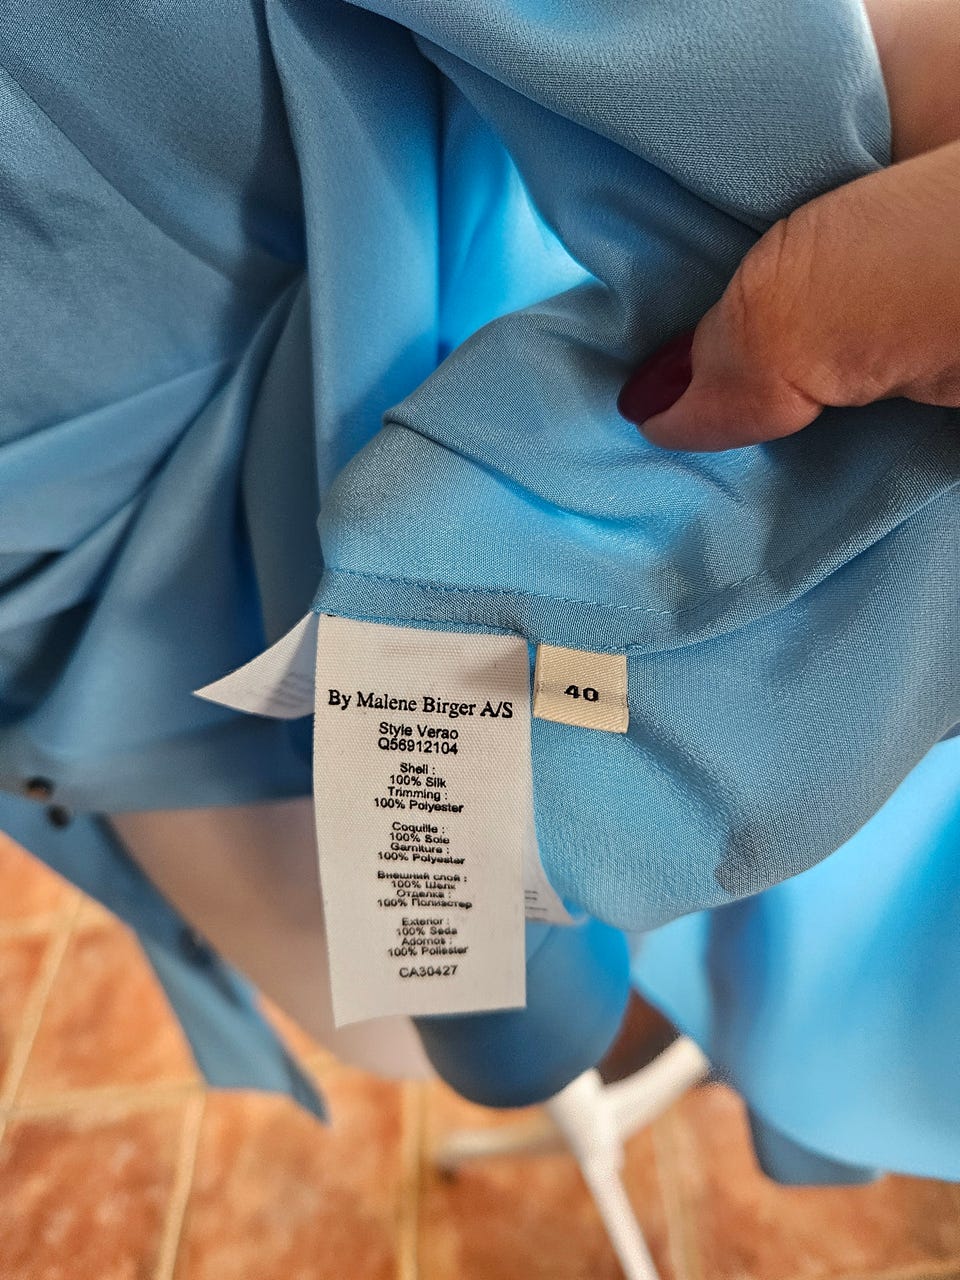 By Malene Birger A/S
Style Verao
Q56912104
Shell :
100% Silk
Trimming :
100% Polyester
Coquille :
100% Soie
Garniture :
100% Polyester
Внешний слой :
100% Шелк
Отделка :
100% Полиэстер
Exterior :
100% Seda
Adornos :
100% Poliester
CA30427
40